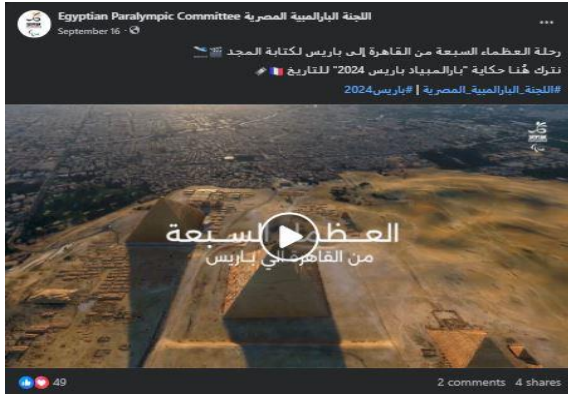 Egyptian Paralympic Committee اللجنة البارالمبية المصرية
September 16 ·
رحلة العظماء السبعة من القاهرة إلى باريس لكتابة المجد
نترك هُنا حكاية "بارالمبياد باريس 2024" للتاريخ
#اللجنة_البارالمبية_المصرية | #باريس2024
العظماء السبعة
من القاهرة الي باريس
49
2 comments 4 shares